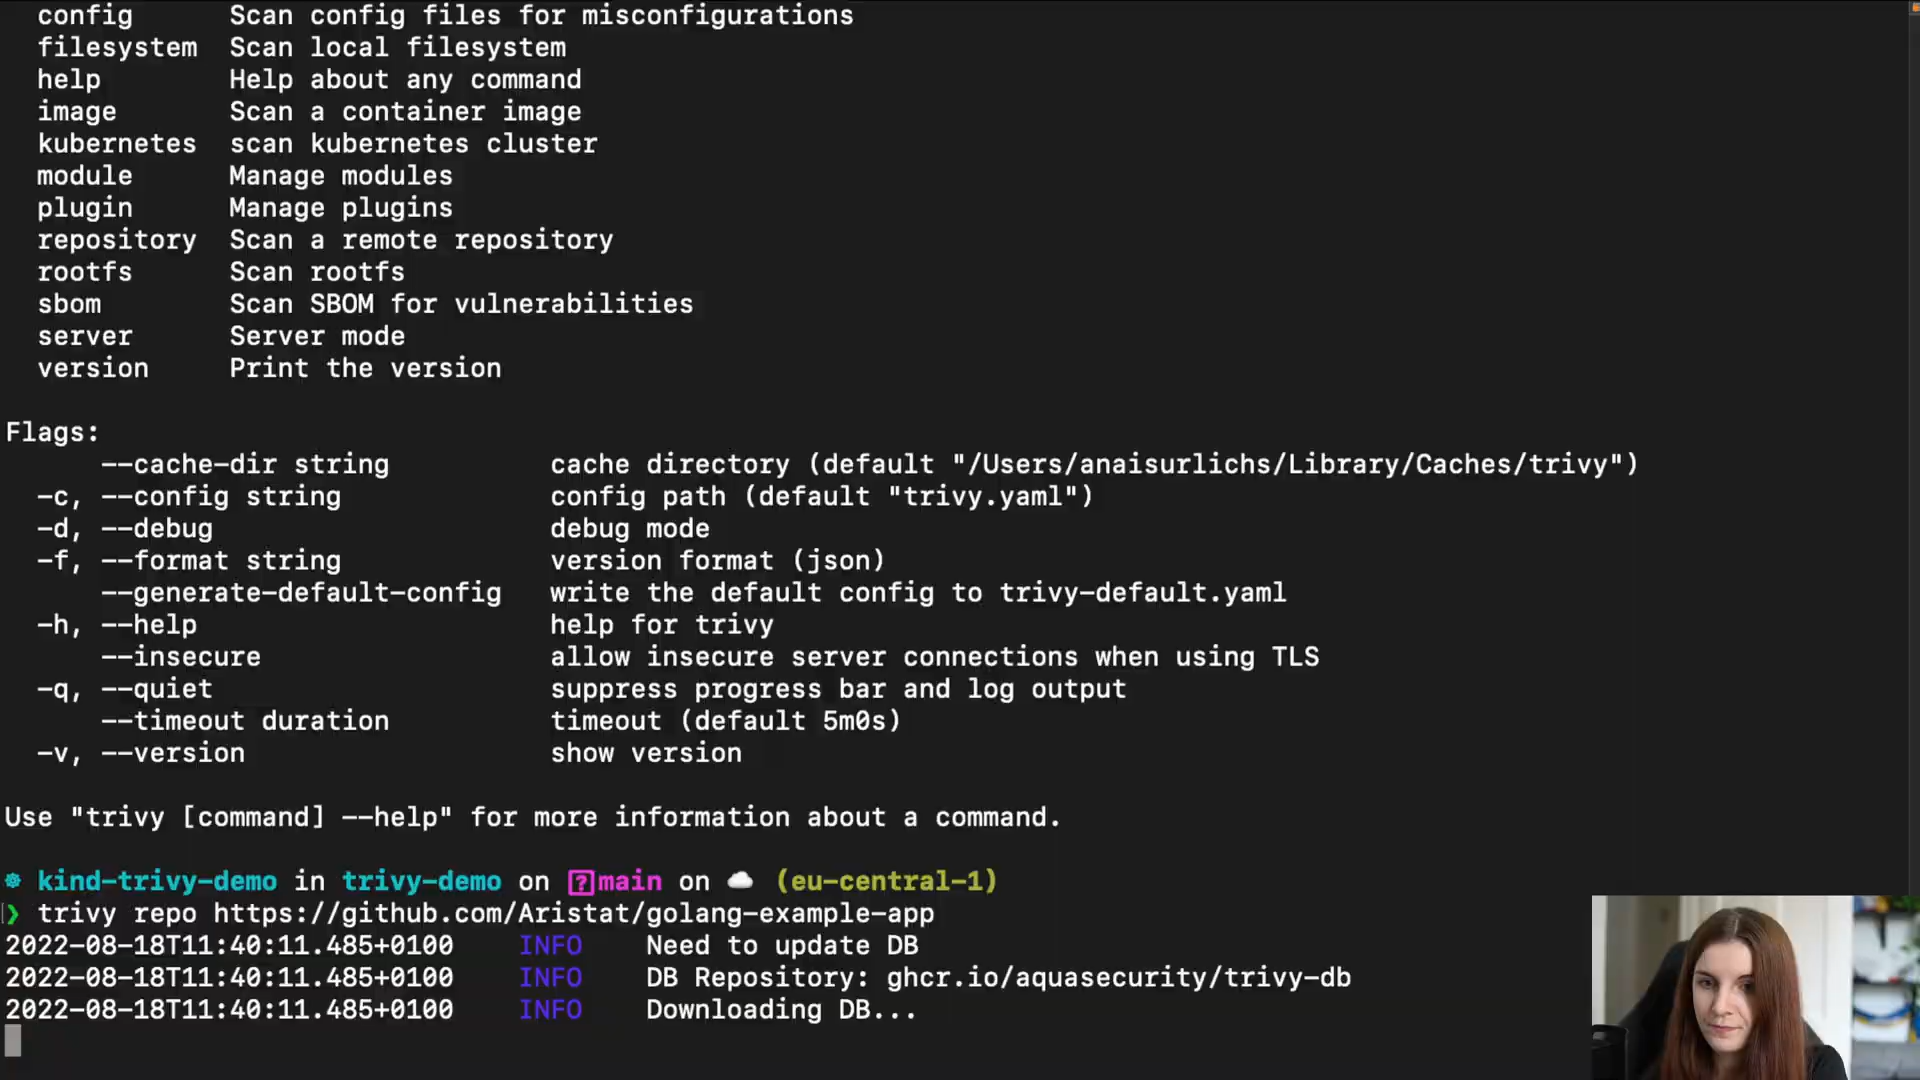 config      Scan config files for misconfigurations
filesystem  Scan local filesystem
help        Help about any command
image       Scan a container image
kubernetes  scan kubernetes cluster
module      Manage modules
plugin      Manage plugins
repository  Scan a remote repository
rootfs      Scan rootfs
sbom        Scan SBOM for vulnerabilities
server      Server mode
version     Print the version
Flags:
--cache-dir string          cache directory (default "/Users/anaisurlichs/Library/Caches/trivy")
-c, --config string             config path (default "trivy.yaml")
-d, --debug                     debug mode
-f, --format string             version format (json)
--generate-default-config   write the default config to trivy-default.yaml
-h, --help                      help for trivy
--insecure                  allow insecure server connections when using TLS
-q, --quiet                     suppress progress bar and log output
--timeout duration          timeout (default 5m0s)
-v, --version                   show version
Use "trivy [command] --help" for more information about a command.
☸ kind-trivy-demo in trivy-demo on [?]main on ☁ (eu-central-1)
❯ trivy repo https://github.com/Aristat/golang-example-app
2022-08-18T11:40:11.485+0100    INFO    Need to update DB
2022-08-18T11:40:11.485+0100    INFO    DB Repository: ghcr.io/aquasecurity/trivy-db
2022-08-18T11:40:11.485+0100    INFO    Downloading DB...